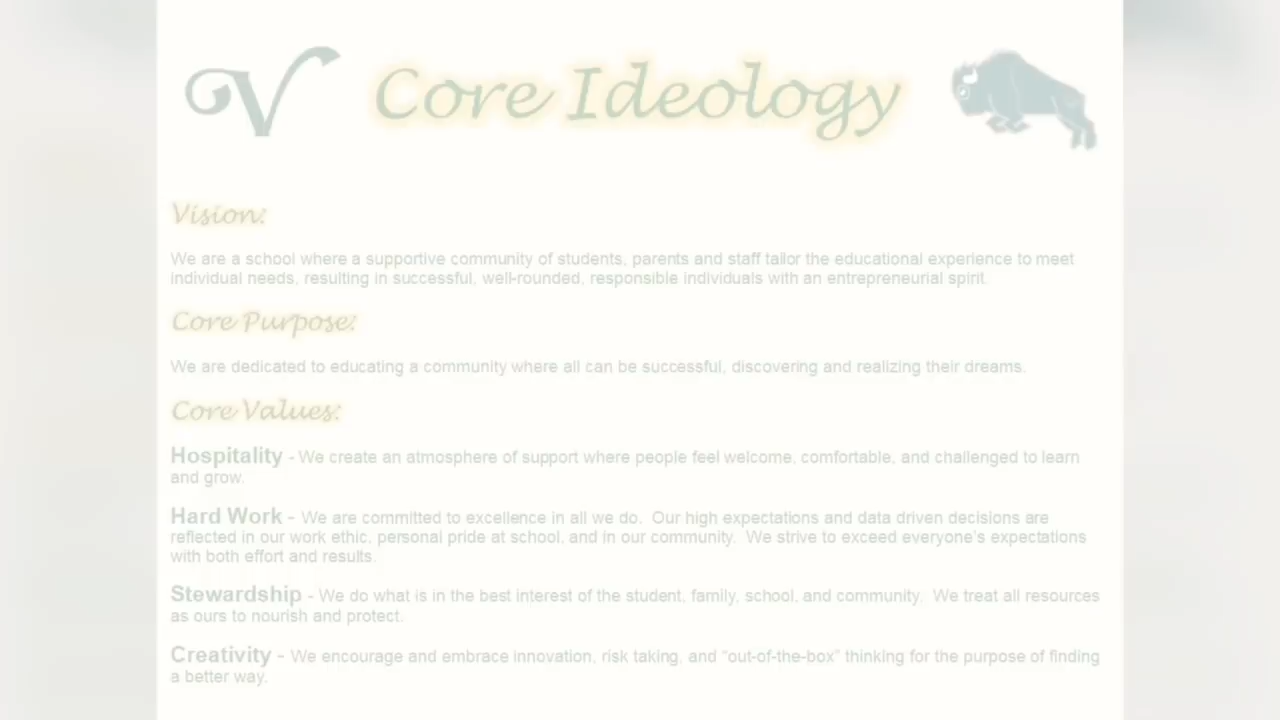 V Core Ideology
Vision:
We are a school where a supportive community of students, parents and staff tailor the educational experience to meet
individual needs, resulting in successful, well-rounded, responsible individuals with an entrepreneurial spirit.
Core Purpose:
We are dedicated to educating a community where all can be successful, discovering and realizing their dreams.
Core Values:
Hospitality - We create an atmosphere of support where people feel welcome, comfortable, and challenged to learn
and grow.
Hard Work - We are committed to excellence in all we do.  Our high expectations and data driven decisions are
reflected in our work ethic, personal pride at school, and in our community.  We strive to exceed everyone's expectations
with both effort and results.
Stewardship - We do what is in the best interest of the student, family, school, and community.  We treat all resources
as ours to nourish and protect.
Creativity - We encourage and embrace innovation, risk taking, and “out-of-the-box” thinking for the purpose of finding
a better way.